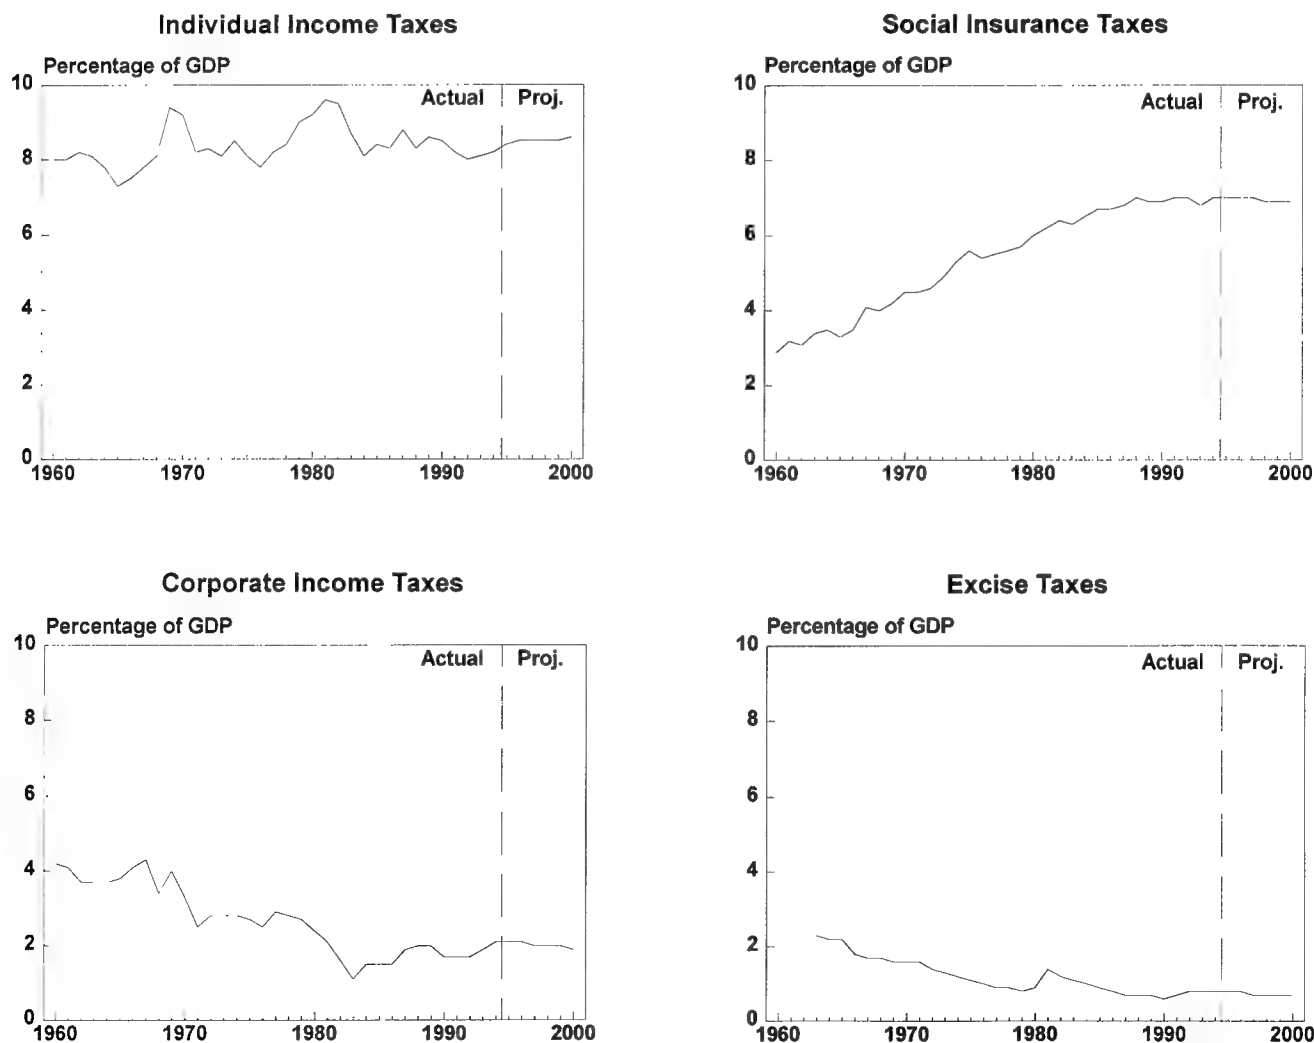 Individual Income Taxes
Percentage of GDP
Actual Proj.
10
8
6
4
2
0
1960 1970 1980 1990 2000
Social Insurance Taxes
Percentage of GDP
Actual Proj.
10
8
6
4
2
0
1960 1970 1980 1990 2000
Corporate Income Taxes
Percentage of GDP
Actual Proj.
10
8
6
4
2
0
1960 1970 1980 1990 2000
Excise Taxes
Percentage of GDP
Actual Proj.
10
8
6
4
2
0
1960 1970 1980 1990 2000